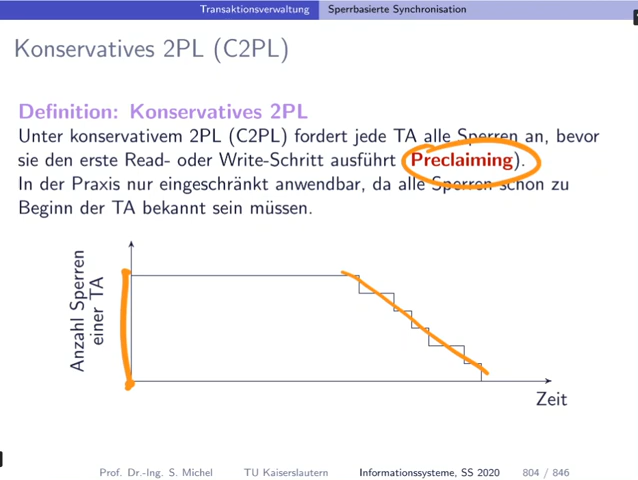 Transaktionsverwaltung Sperrbasierte Synchronisation
Konservatives 2PL (C2PL)
Definition: Konservatives 2PL
Unter konservativem 2PL (C2PL) fordert jede TA alle Sperren an, bevor
sie den erste Read- oder Write-Schritt ausführt (Preclaiming).
In der Praxis nur eingeschränkt anwendbar, da alle Sperren schon zu
Beginn der TA bekannt sein müssen.
Anzahl Sperren
einer TA
Zeit
Prof. Dr.-Ing. S. Michel TU Kaiserslautern Informationssysteme, SS 2020 804 / 846